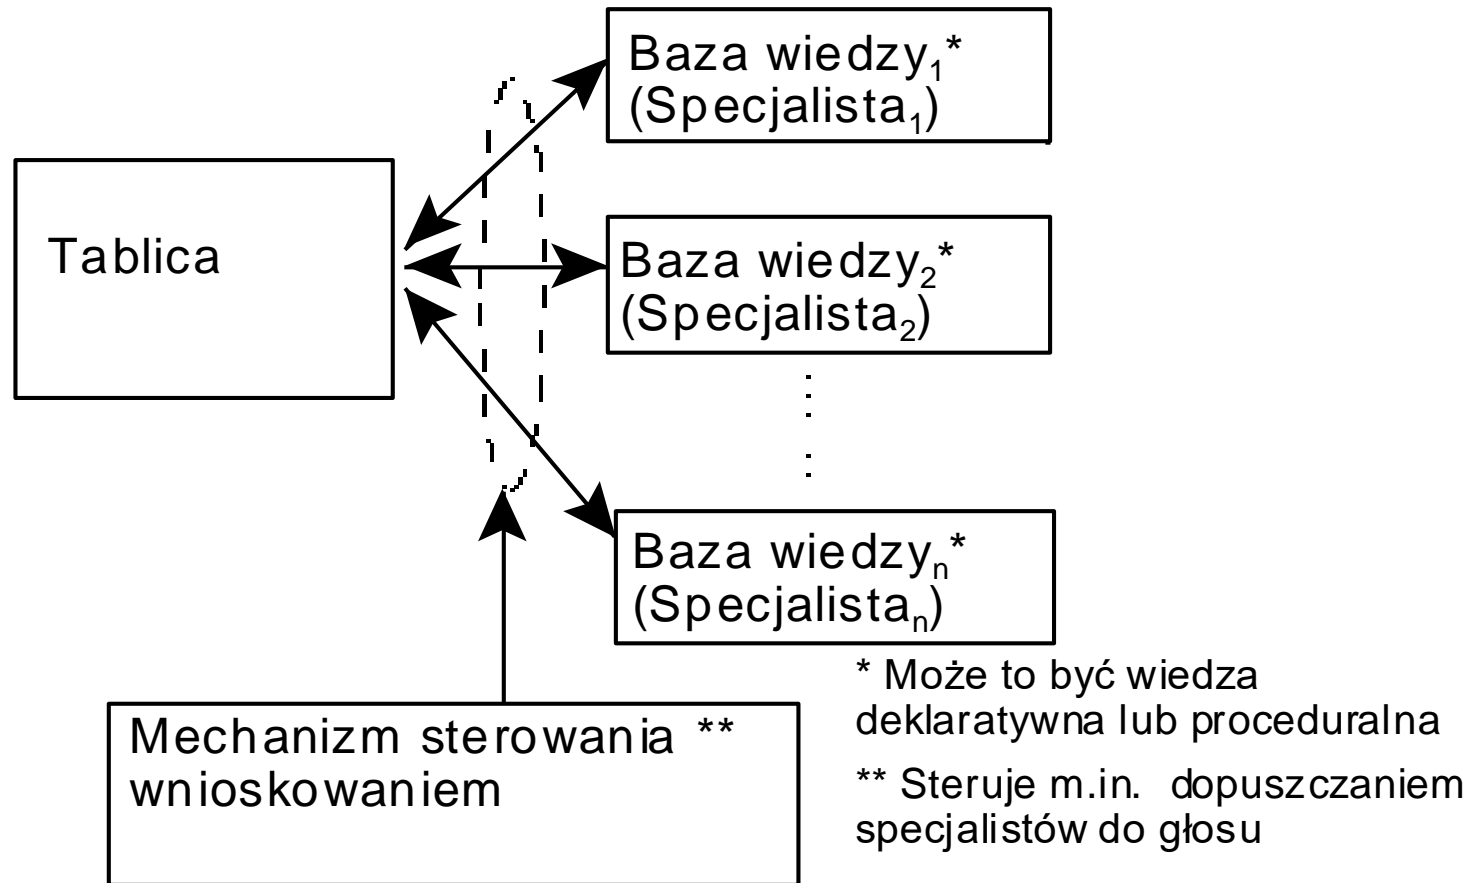 Baza wiedzy₁*
(Specjalista₁)
Tablica
Baza wiedzy₂*
(Specjalista₂)
Baza wiedzyₙ*
(Specjalistaₙ)
* Może to być wiedza
deklaratywna lub proceduralna
Mechanizm sterowania **
wnioskowaniem
** Steruje m.in. dopuszczaniem
specjalistów do głosu